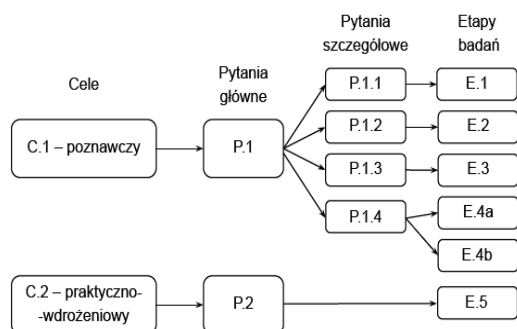 Cele
Pytania
główne
Pytania
szczegółowe
Etapy
badań
C.1 – poznawczy
P.1
P.1.1
E.1
P.1.2
E.2
P.1.3
E.3
P.1.4
E.4a
E.4b
C.2 – praktyczno-
-wdrożeniowy
P.2
E.5